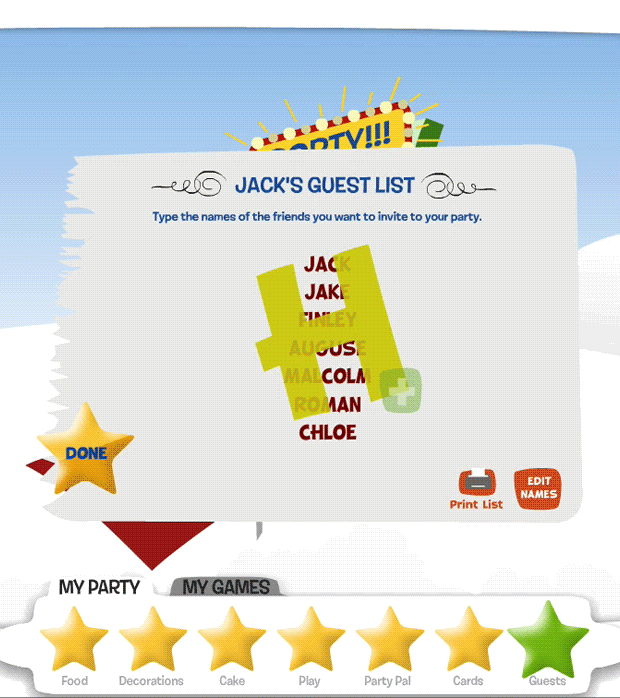 PARTY!!!
JACK'S GUEST LIST
Type the names of the friends you want to invite to your party.
JACK
JAKE
FINLEY
AUGUSE
MALCOLM
ROMAN
CHLOE
DONE
Print List
EDIT
NAMES
MY PARTY
MY GAMES
Food
Decorations
Cake
Play
Party Pal
Cards
Guests